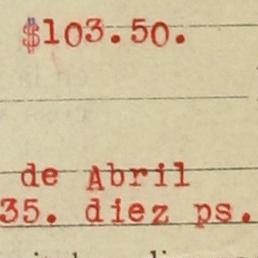 $103.50.
de Abril
35. diez ps.